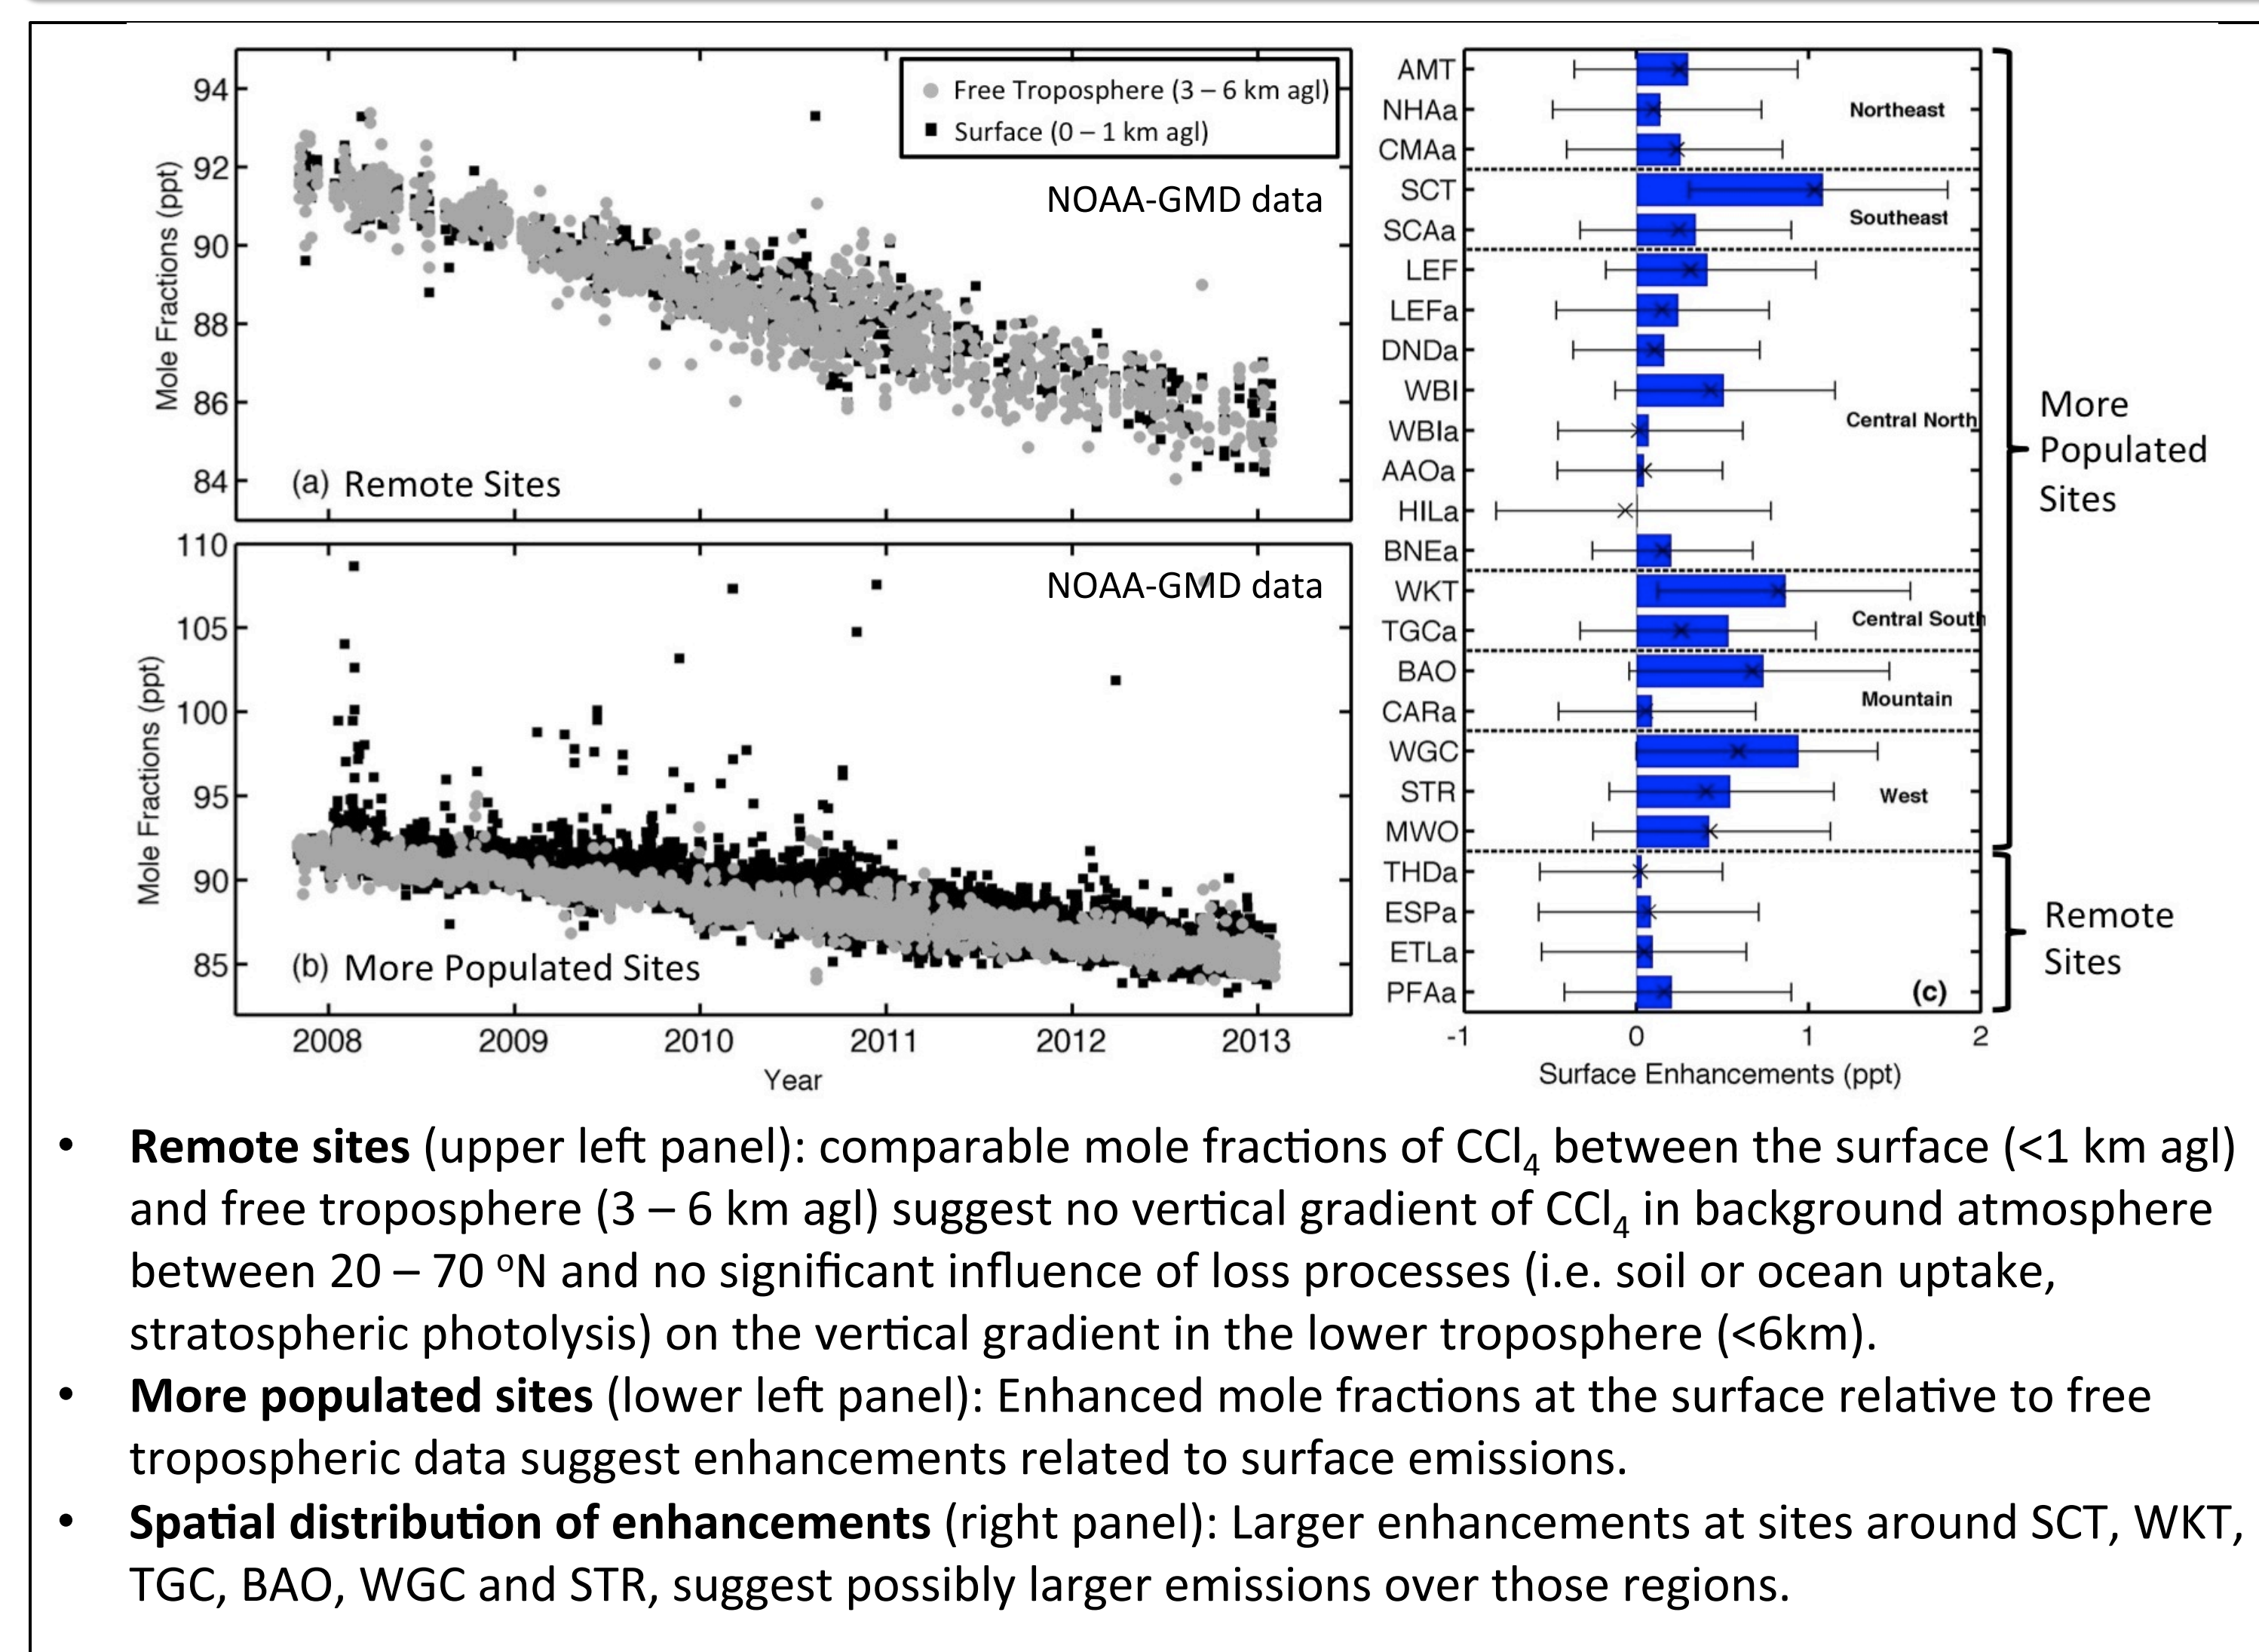 94
92
90
88
86
84
Mole Fractions (ppt)
Free Troposphere (3 – 6 km agl)
Surface (0 – 1 km agl)
NOAA-GMD data
(a) Remote Sites
110
105
100
95
90
85
Mole Fractions (ppt)
NOAA-GMD data
(b) More Populated Sites
2008 2009 2010 2011 2012 2013
Year
AMT
NHAa
CMAa
SCT
SCAa
LEF
LEFa
DNDa
WBI
WBIa
AAOa
HILa
BNEa
WKT
TGCa
BAO
CARa
WGC
STR
MWO
THDa
ESPa
ETLa
PFAa
Northeast
Southeast
Central North
Central South
Mountain
West
(c)
-1 0 1 2
Surface Enhancements (ppt)
More
Populated
Sites
Remote
Sites
• Remote sites (upper left panel): comparable mole fractions of CCl₄ between the surface (<1 km agl)
and free troposphere (3 – 6 km agl) suggest no vertical gradient of CCl₄ in background atmosphere
between 20 – 70 ᵒN and no significant influence of loss processes (i.e. soil or ocean uptake,
stratospheric photolysis) on the vertical gradient in the lower troposphere (<6km).
• More populated sites (lower left panel): Enhanced mole fractions at the surface relative to free
tropospheric data suggest enhancements related to surface emissions.
• Spatial distribution of enhancements (right panel): Larger enhancements at sites around SCT, WKT,
TGC, BAO, WGC and STR, suggest possibly larger emissions over those regions.